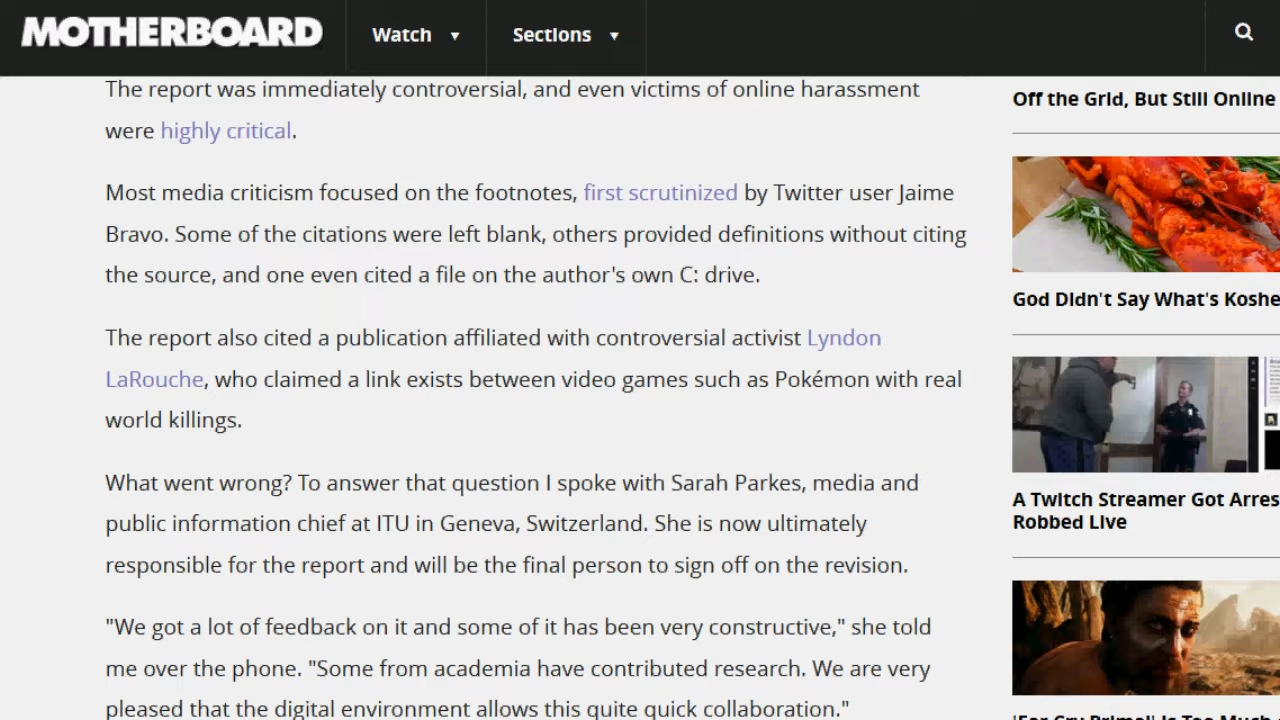 MOTHERBOARD
Watch ▼
Sections ▼
The report was immediately controversial, and even victims of online harassment
were highly critical.
Most media criticism focused on the footnotes, first scrutinized by Twitter user Jaime
Bravo. Some of the citations were left blank, others provided definitions without citing
the source, and one even cited a file on the author's own C: drive.
The report also cited a publication affiliated with controversial activist Lyndon
LaRouche, who claimed a link exists between video games such as Pokémon with real
world killings.
What went wrong? To answer that question I spoke with Sarah Parkes, media and
public information chief at ITU in Geneva, Switzerland. She is now ultimately
responsible for the report and will be the final person to sign off on the revision.
"We got a lot of feedback on it and some of it has been very constructive," she told
me over the phone. "Some from academia have contributed research. We are very
pleased that the digital environment allows this quite quick collaboration."
Off the Grid, But Still Online
God Didn't Say What's Koshe
A Twitch Streamer Got Arres
Robbed Live
'Far Cry Primal' Is Too Much